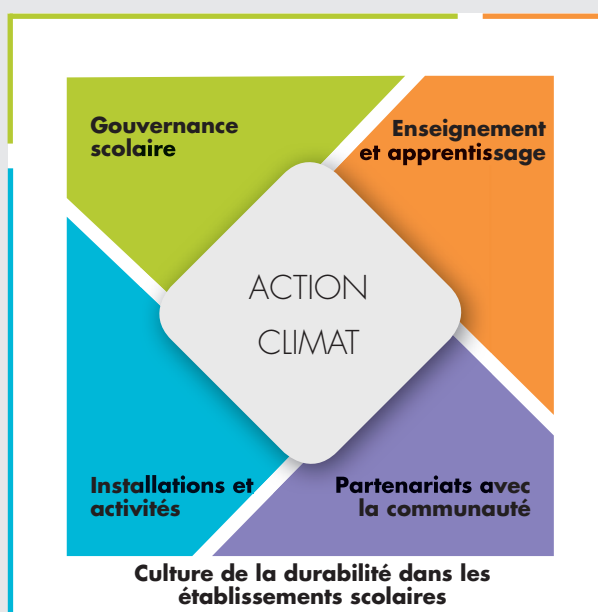 Gouvernance
scolaire
Enseignement
et apprentissage
ACTION
CLIMAT
Installations et
activités
Partenariats avec
la communauté
Culture de la durabilité dans les
établissements scolaires